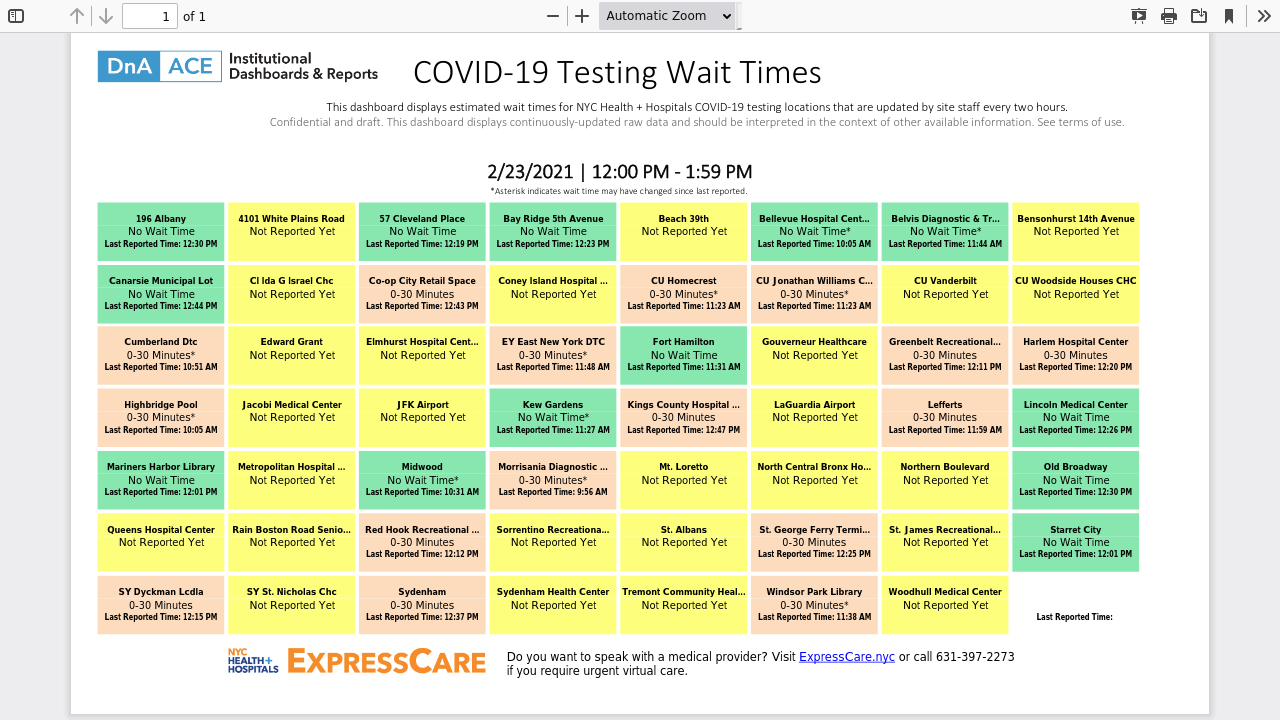 1 of 1
Automatic Zoom
DnA ACE Institutional Dashboards & Reports
COVID-19 Testing Wait Times
This dashboard displays estimated wait times for NYC Health + Hospitals COVID-19 testing locations that are updated by site staff every two hours.
Confidential and draft. This dashboard displays continuously-updated raw data and should be interpreted in the context of other available information. See terms of use.
2/23/2021 | 12:00 PM - 1:59 PM
*Asterisk indicates wait time may have changed since last reported.
196 Albany
No Wait Time
Last Reported Time: 12:30 PM
4101 White Plains Road
Not Reported Yet
57 Cleveland Place
No Wait Time
Last Reported Time: 12:19 PM
Bay Ridge 5th Avenue
No Wait Time
Last Reported Time: 12:23 PM
Beach 39th
Not Reported Yet
Bellevue Hospital Cent...
No Wait Time*
Last Reported Time: 10:05 AM
Belvis Diagnostic & Tr...
No Wait Time*
Last Reported Time: 11:44 AM
Bensonhurst 14th Avenue
Not Reported Yet
Canarsie Municipal Lot
No Wait Time
Last Reported Time: 12:44 PM
Cl Ida G Israel Chc
Not Reported Yet
Co-op City Retail Space
0-30 Minutes
Last Reported Time: 12:43 PM
Coney Island Hospital ...
Not Reported Yet
CU Homecrest
0-30 Minutes*
Last Reported Time: 11:23 AM
CU Jonathan Williams C...
0-30 Minutes*
Last Reported Time: 11:23 AM
CU Vanderbilt
Not Reported Yet
CU Woodside Houses CHC
Not Reported Yet
Cumberland Dtc
0-30 Minutes*
Last Reported Time: 10:51 AM
Edward Grant
Not Reported Yet
Elmhurst Hospital Cent...
Not Reported Yet
EY East New York DTC
0-30 Minutes*
Last Reported Time: 11:48 AM
Fort Hamilton
No Wait Time
Last Reported Time: 11:31 AM
Gouverneur Healthcare
Not Reported Yet
Greenbelt Recreational...
0-30 Minutes
Last Reported Time: 12:11 PM
Harlem Hospital Center
0-30 Minutes
Last Reported Time: 12:20 PM
Highbridge Pool
0-30 Minutes*
Last Reported Time: 10:05 AM
Jacobi Medical Center
Not Reported Yet
JFK Airport
Not Reported Yet
Kew Gardens
No Wait Time*
Last Reported Time: 11:27 AM
Kings County Hospital ...
0-30 Minutes
Last Reported Time: 12:47 PM
LaGuardia Airport
Not Reported Yet
Lefferts
0-30 Minutes
Last Reported Time: 11:59 AM
Lincoln Medical Center
No Wait Time
Last Reported Time: 12:26 PM
Mariners Harbor Library
No Wait Time
Last Reported Time: 12:01 PM
Metropolitan Hospital ...
Not Reported Yet
Midwood
No Wait Time*
Last Reported Time: 10:31 AM
Morrisania Diagnostic ...
0-30 Minutes*
Last Reported Time: 9:56 AM
Mt. Loretto
Not Reported Yet
North Central Bronx Ho...
Not Reported Yet
Northern Boulevard
Not Reported Yet
Old Broadway
No Wait Time
Last Reported Time: 12:30 PM
Queens Hospital Center
Not Reported Yet
Rain Boston Road Senio...
Not Reported Yet
Red Hook Recreational ...
0-30 Minutes
Last Reported Time: 12:12 PM
Sorrentino Recreationa...
Not Reported Yet
St. Albans
Not Reported Yet
St. George Ferry Termi...
0-30 Minutes
Last Reported Time: 12:25 PM
St. James Recreational...
Not Reported Yet
Starret City
No Wait Time
Last Reported Time: 12:01 PM
SY Dyckman Lcdla
0-30 Minutes
Last Reported Time: 12:15 PM
SY St. Nicholas Chc
Not Reported Yet
Sydenham
0-30 Minutes
Last Reported Time: 12:37 PM
Sydenham Health Center
Not Reported Yet
Tremont Community Heal...
Not Reported Yet
Windsor Park Library
0-30 Minutes*
Last Reported Time: 11:38 AM
Woodhull Medical Center
Not Reported Yet
Last Reported Time:
NYC HEALTH+ HOSPITALS
EXPRESSCARE
Do you want to speak with a medical provider? Visit ExpressCare.nyc or call 631-397-2273
if you require urgent virtual care.